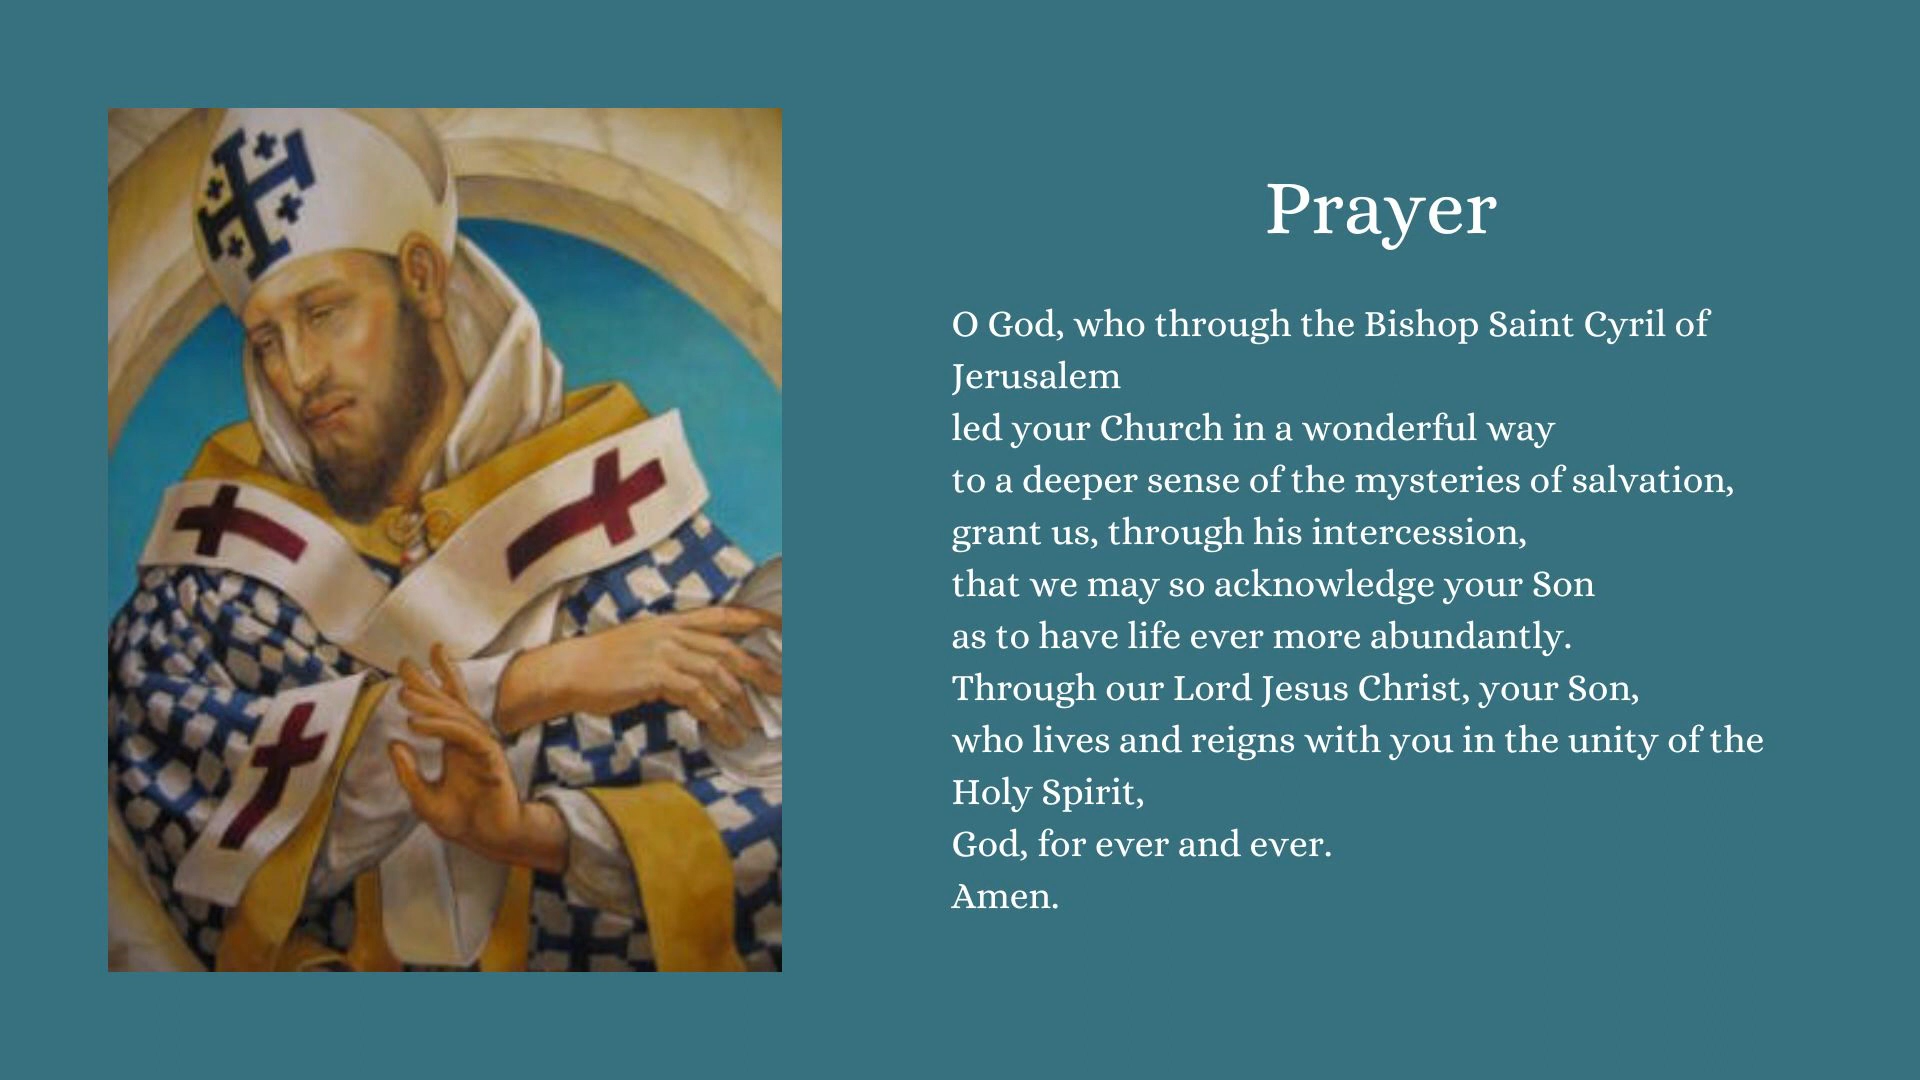 Prayer
O God, who through the Bishop Saint Cyril of
Jerusalem
led your Church in a wonderful way
to a deeper sense of the mysteries of salvation,
grant us, through his intercession,
that we may so acknowledge your Son
as to have life ever more abundantly.
Through our Lord Jesus Christ, your Son,
who lives and reigns with you in the unity of the
Holy Spirit,
God, for ever and ever.
Amen.